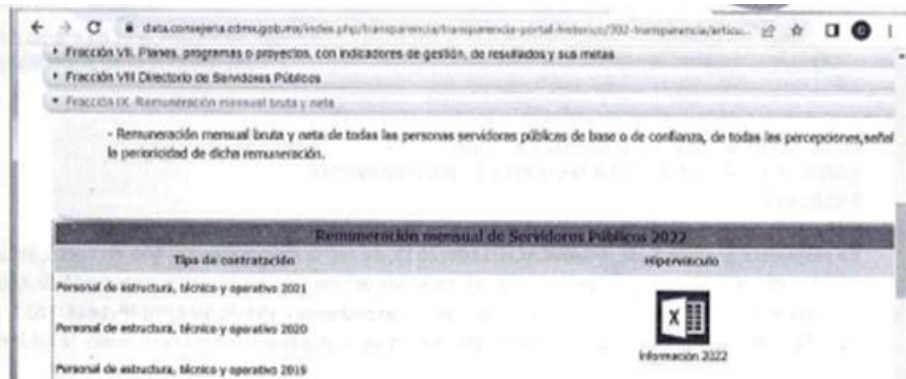 data.consejeria.cdmx.gob.mx/index.php/transparencia/transparencia-portal-historico/392-transparencia/articu...
Fracción VII. Planes, programas o proyectos, con indicadores de gestión, de resultados y sus metas
Fracción VIII Directorio de Servidores Públicos
Fracción IX. Remuneración mensual bruta y neta
- Remuneración mensual bruta y neta de todas las personas servidoras públicas de base o de confianza, de todas las percepciones,señal
la perioricidad de dicha remuneración.
Remuneración mensual de Servidores Públicos 2022
Tipo de contratación Hipervínculo
Personal de estructura, técnico y operativo 2021
X
Personal de estructura, técnico y operativo 2020
Información 2022
Personal de estructura, técnico y operativo 2019